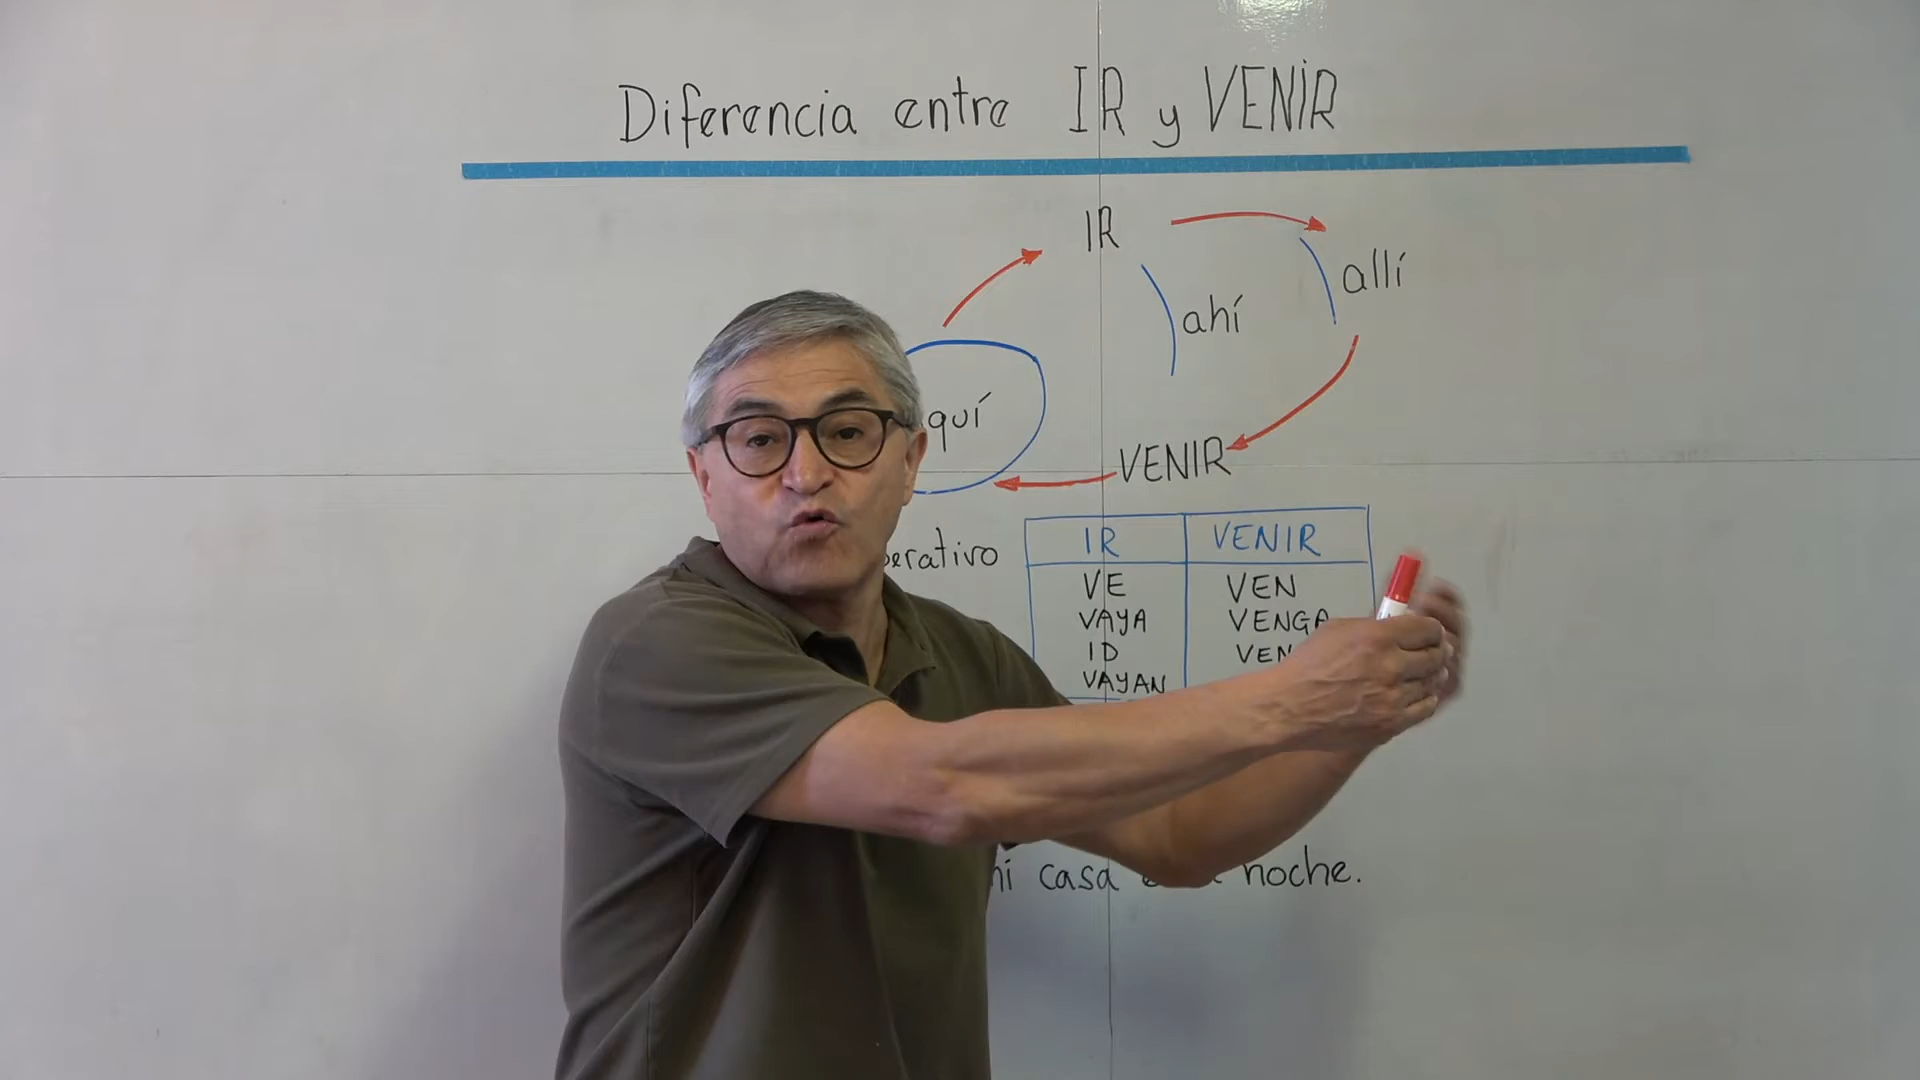 Diferencia entre IR y VENIR
IR
allí
ahí
quí
VENIR
erativo
IR VENIR
VE VEN
VAYA VENGA
ID VEN
VAYAN
casa noche.